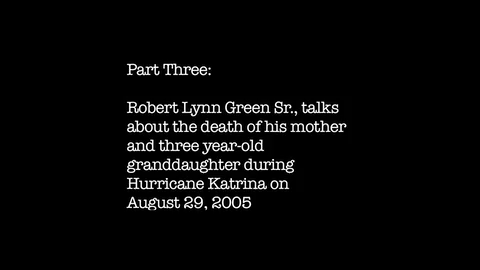 Part Three:
Robert Lynn Green Sr., talks
about the death of his mother
and three year-old
granddaughter during
Hurricane Katrina on
August 29, 2005